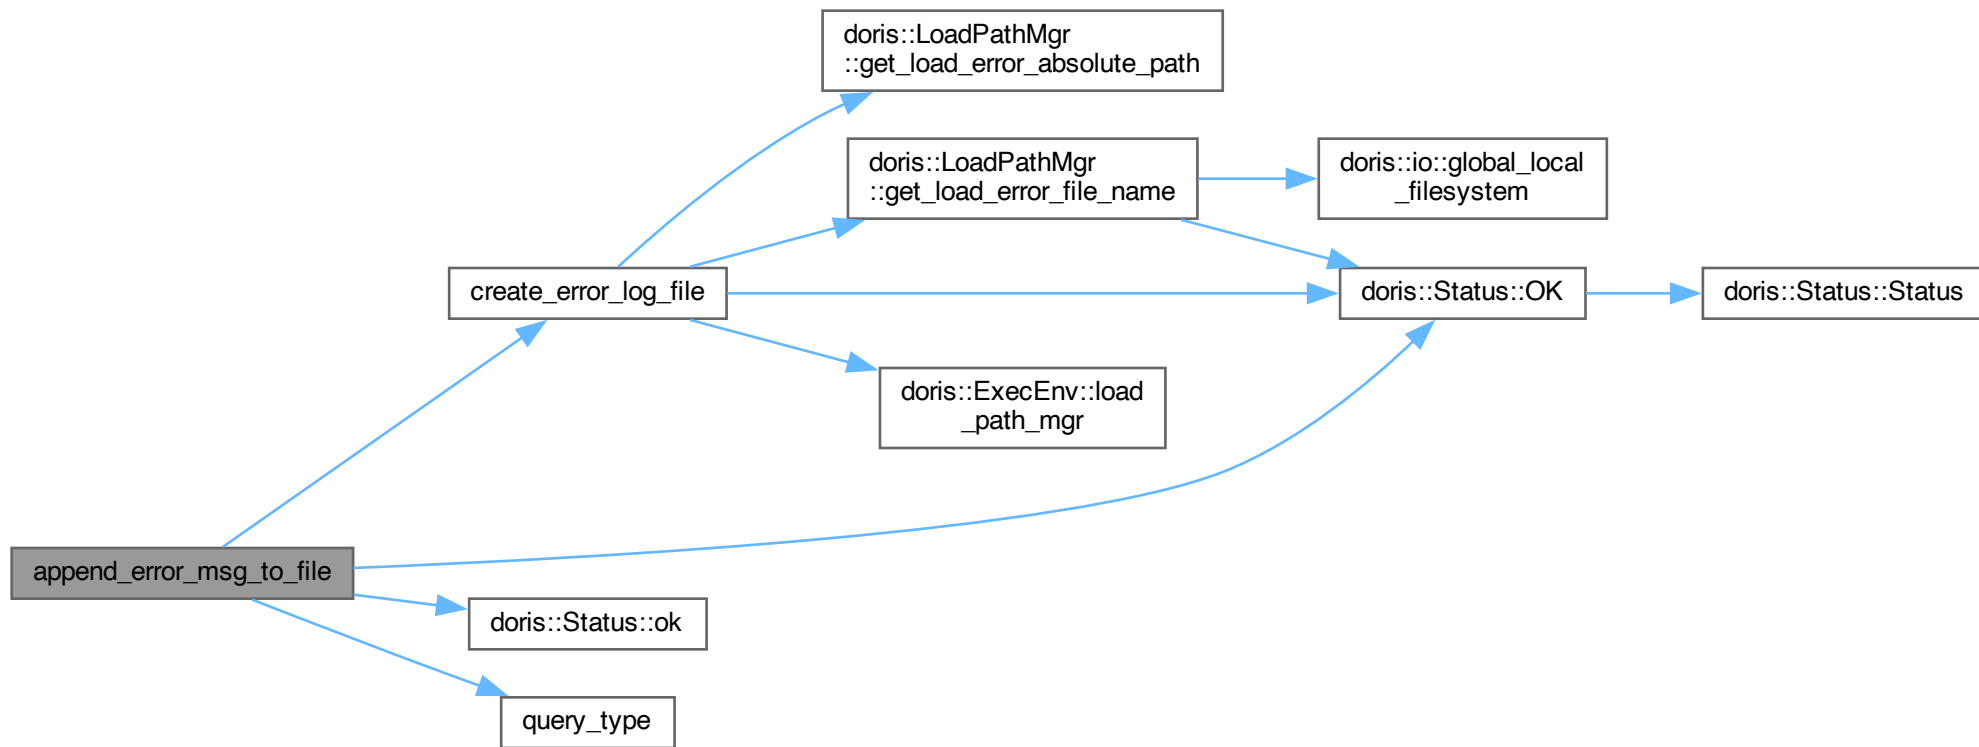 doris::LoadPathMgr
::get_load_error_absolute_path
doris::LoadPathMgr
::get_load_error_file_name
doris::io::global_local
_filesystem
create_error_log_file
doris::Status::OK
doris::Status::Status
doris::ExecEnv::load
_path_mgr
append_error_msg_to_file
doris::Status::ok
query_type